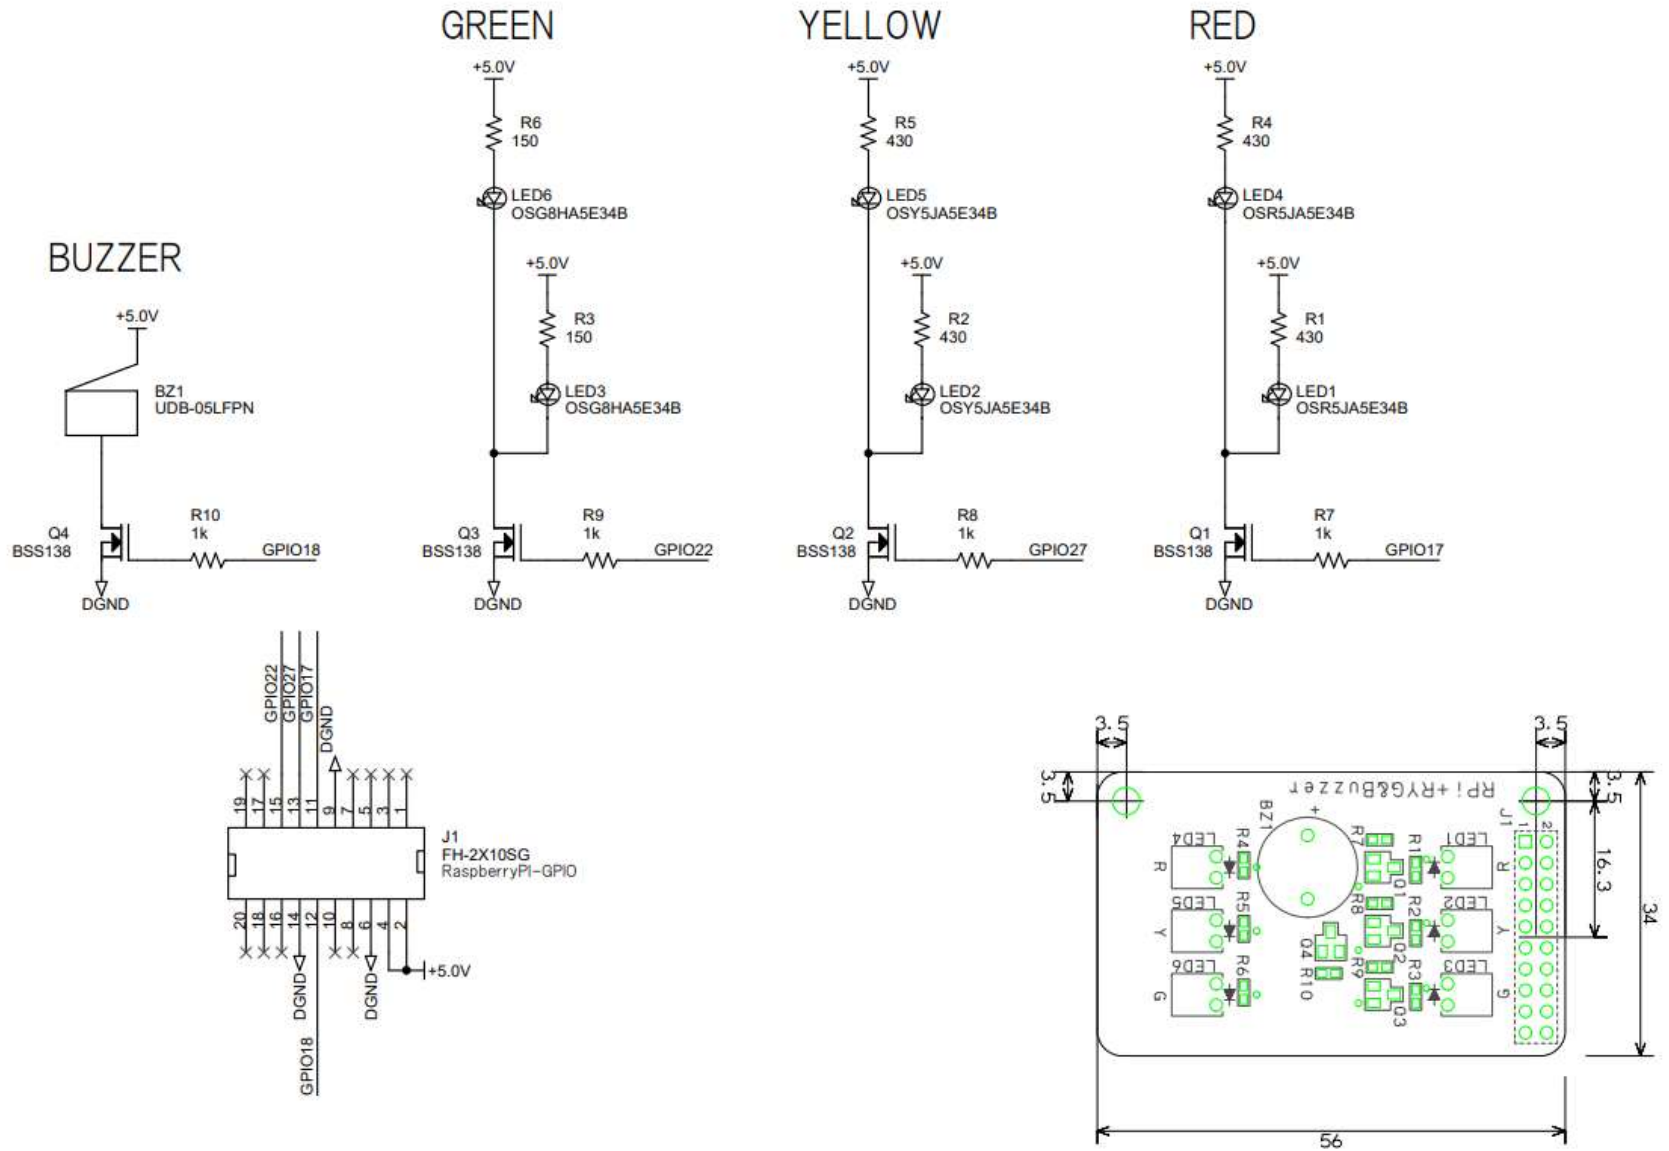 GREEN
YELLOW
RED
+5.0V
+5.0V
+5.0V
R6
150
R5
430
R4
430
LED6
OSG8HA5E34B
LED5
OSY5JA5E34B
LED4
OSR5JA5E34B
BUZZER
+5.0V
+5.0V
+5.0V
+5.0V
R3
150
R2
430
R1
430
BZ1
UDB-05LFPN
LED3
OSG8HA5E34B
LED2
OSY5JA5E34B
LED1
OSR5JA5E34B
Q4
BSS138
R10
1k
GPIO18
DGND
Q3
BSS138
R9
1k
GPIO22
DGND
Q2
BSS138
R8
1k
GPIO27
DGND
Q1
BSS138
R7
1k
GPIO17
DGND
GPIO22
GPIO27
GPIO17
DGND
19
17
15
13
11
9
7
5
3
1
J1
FH-2X10SG
RaspberryPI-GPIO
20
18
16
14
12
10
8
6
4
2
+5.0V
DGND
DGND
GPIO18
3.5
3.5
3.5
3.5
RPi+RYG&Buzzer
BZ1
+
J1
1
2
LED4
R4
R7
R1
LED1
R
Q1
R
16.3
34
LED5
R5
R8
R2
LED2
Y
Q4
Q2
Y
LED6
R6
R10
R9
R3
LED3
G
Q3
G
56